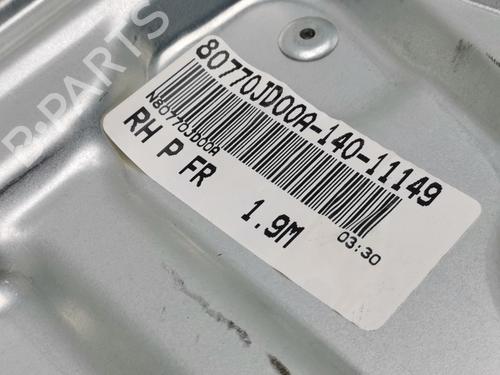 B.PARTS
80770JD00A-140-11149
N80770JD00A
RH P FR
1.9M
03:30